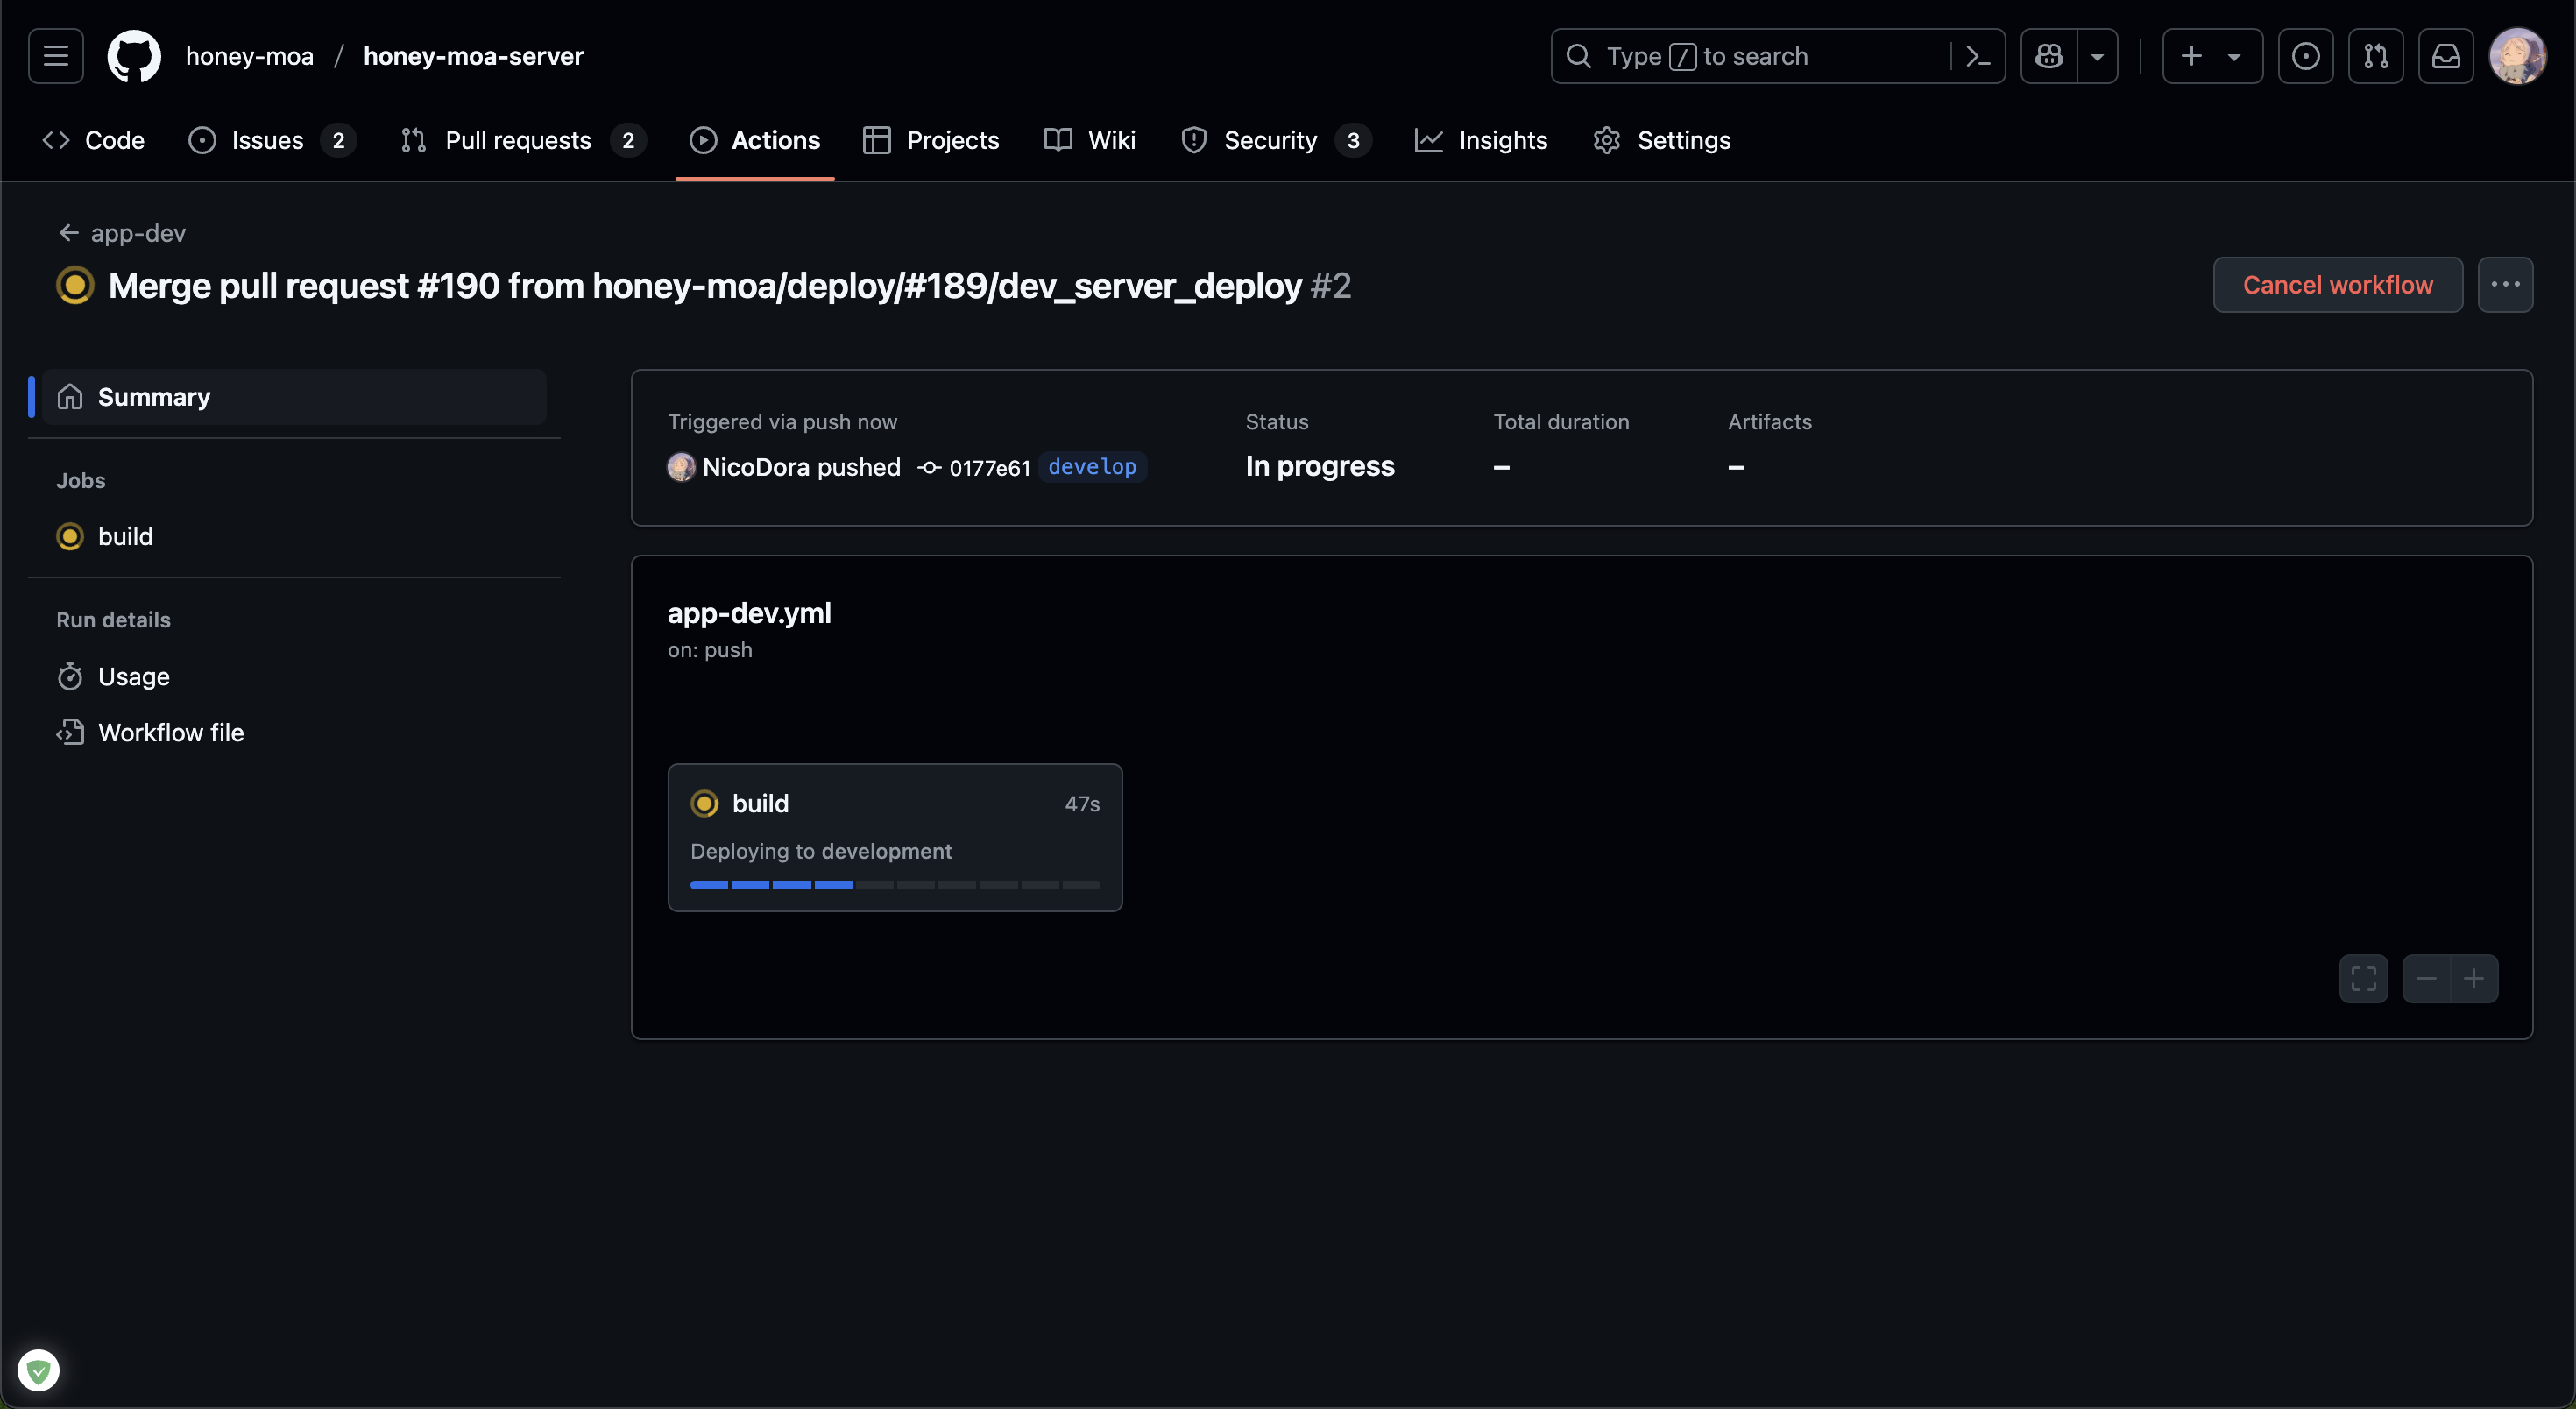 honey-moa / honey-moa-server
Type / to search
Code
Issues 2
Pull requests 2
Actions
Projects
Wiki
Security 3
Insights
Settings
app-dev
Merge pull request #190 from honey-moa/deploy/#189/dev_server_deploy #2
Cancel workflow
Summary
Jobs
build
Run details
Usage
Workflow file
Triggered via push now
NicoDora pushed 0177e61 develop
Status
In progress
Total duration
–
Artifacts
–
app-dev.yml
on: push
build 47s
Deploying to development